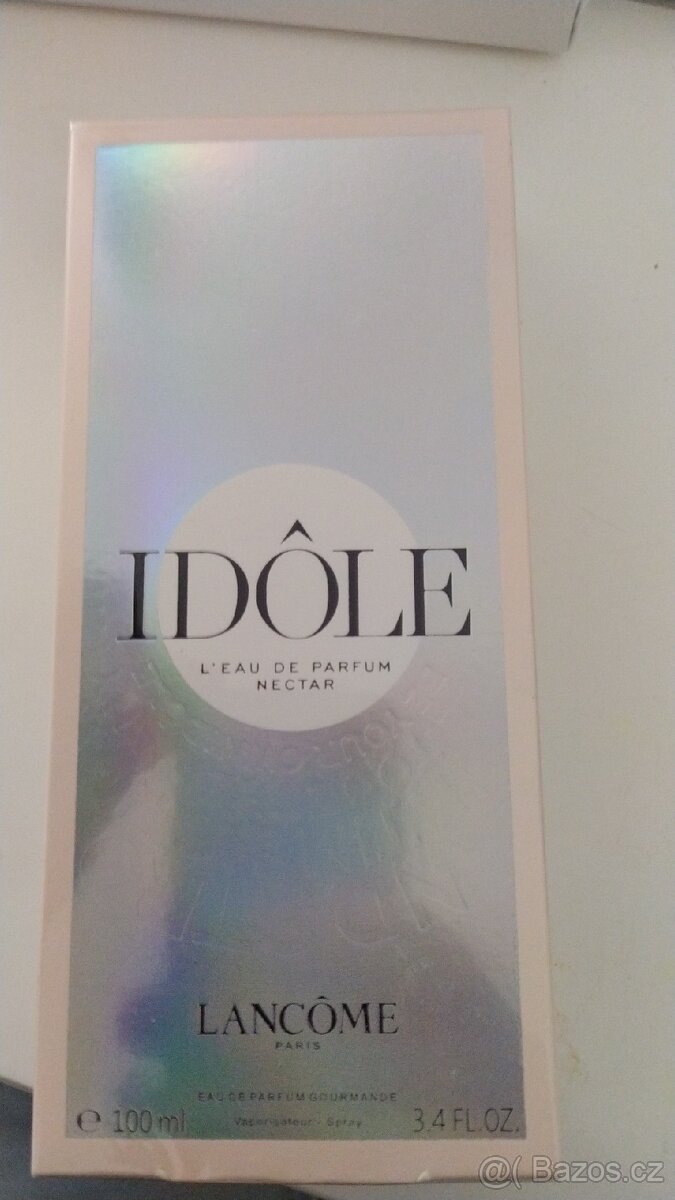 IDÔLE
L'EAU DE PARFUM
NECTAR
LANCÔME
PARIS
EAU DE PARFUM GOURMANDE
℮ 100 ml Vaporisateur - Spray 3.4 FL.OZ.
@( Bazos.cz